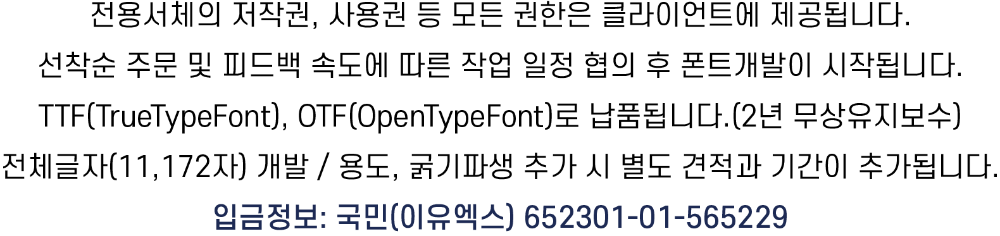 전용서체의 저작권, 사용권 등 모든 권한은 클라이언트에 제공됩니다.
선착순 주문 및 피드백 속도에 따른 작업 일정 협의 후 폰트개발이 시작됩니다.
TTF(TrueTypeFont), OTF(OpenTypeFont)로 납품됩니다.(2년 무상유지보수)
전체글자(11,172자) 개발 / 용도, 굵기파생 추가 시 별도 견적과 기간이 추가됩니다.
입금정보: 국민(이유엑스) 652301-01-565229